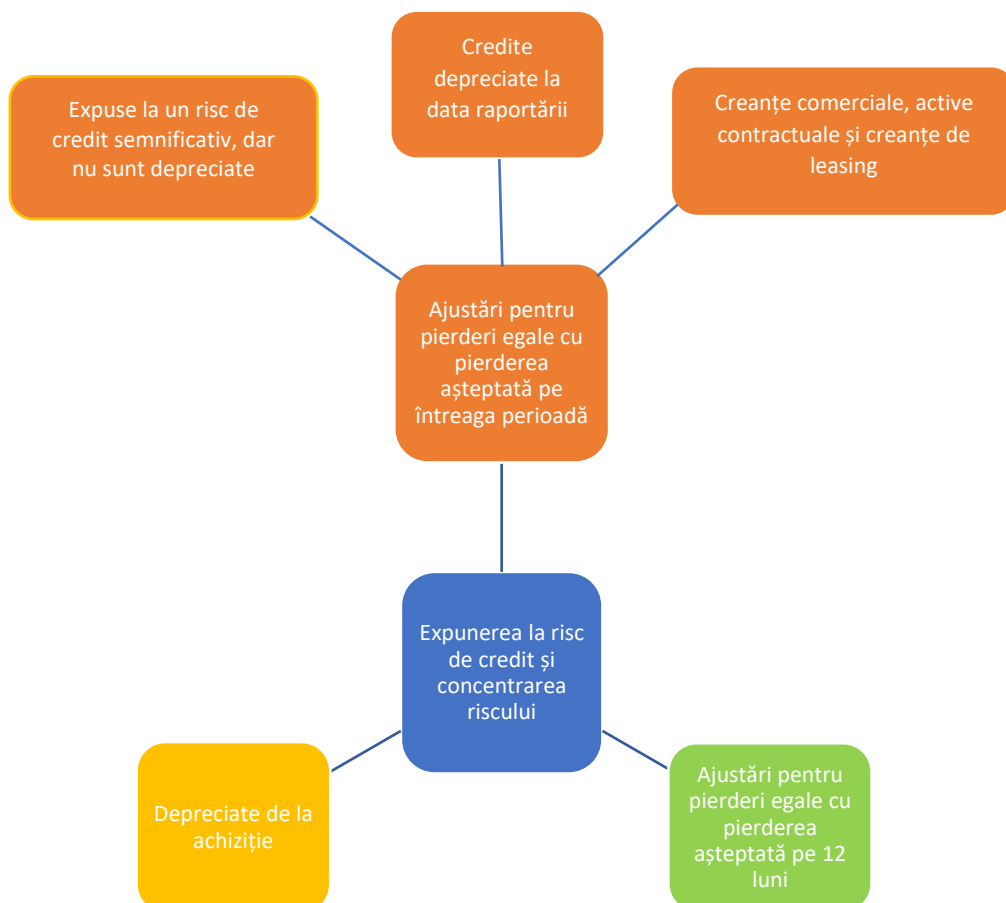 Credite
depreciate la
data raportării
Expuse la un risc de
credit semnificativ, dar
nu sunt depreciate
Creanțe comerciale, active
contractuale și creanțe de
leasing
Ajustări pentru
pierderi egale cu
pierderea
așteptată pe
întreaga perioadă
Expunerea la risc
de credit și
concentrarea
riscului
Depreciate de la
achiziție
Ajustări pentru
pierderi egale cu
pierderea
așteptată pe 12
luni